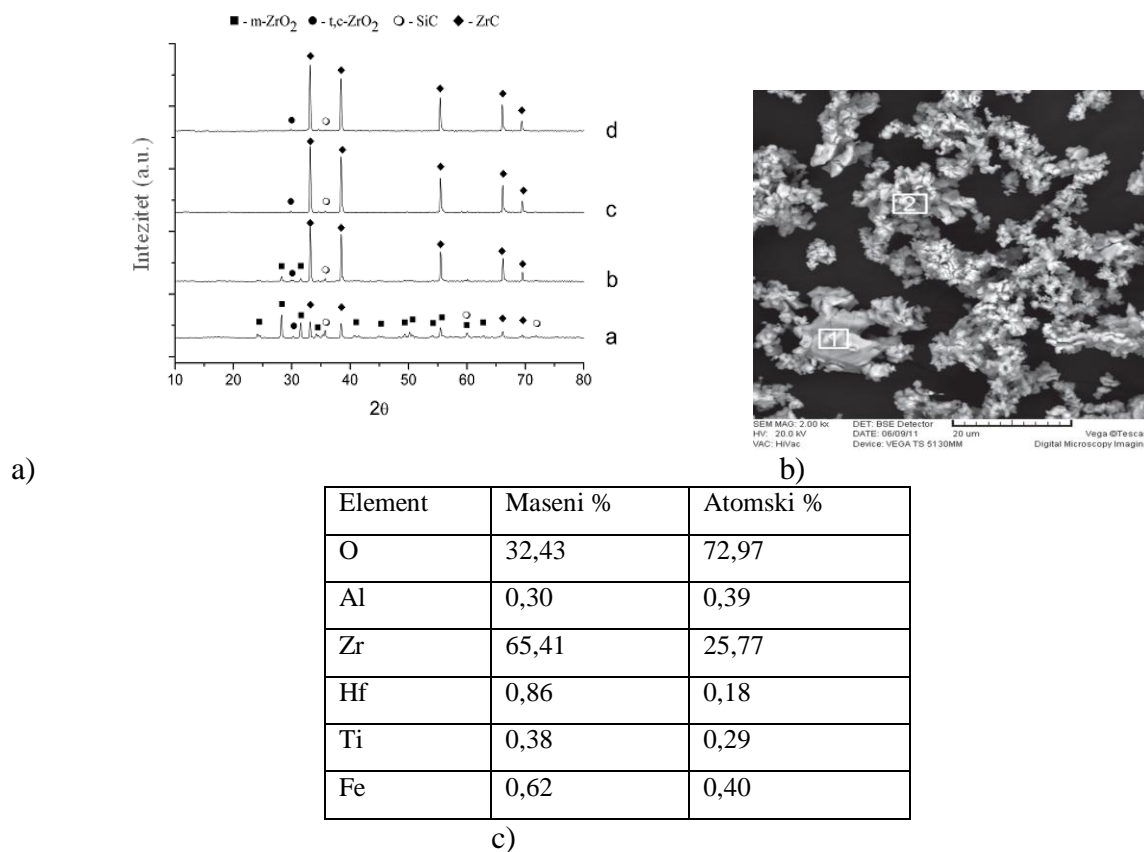 ■ - m-ZrO₂ ● - t,c-ZrO₂ ○ - SiC ◆ - ZrC
Intezitet (a.u.)
d
c
b
a
10 20 30 40 50 60 70 80
2θ
2
1
SEM MAG: 2.00 kx DET: BSE Detector
HV: 20.0 kV DATE: 06/09/11 20 um Vega ©Tesca
VAC: HiVac Device: VEGA TS 5130MM Digital Microscopy Imagin
a) b)
Element Maseni % Atomski %
O 32,43 72,97
Al 0,30 0,39
Zr 65,41 25,77
Hf 0,86 0,18
Ti 0,38 0,29
Fe 0,62 0,40
c)